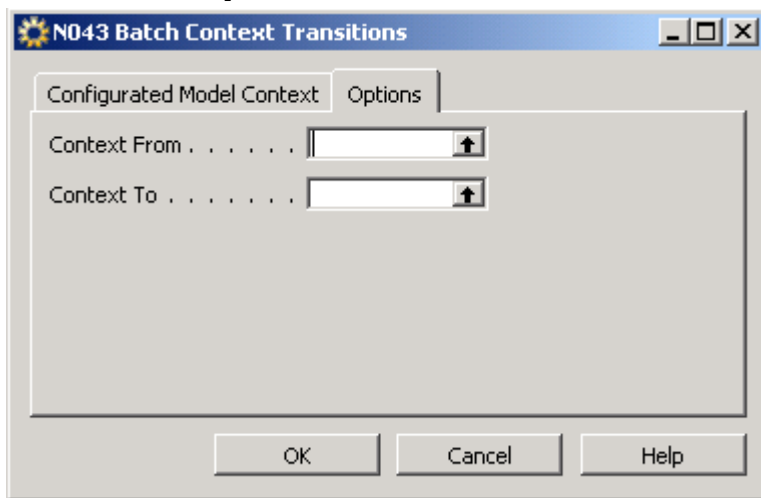 N043 Batch Context Transitions
Configurated Model Context Options
Context From . . . . . .
Context To . . . . . . .
OK Cancel Help